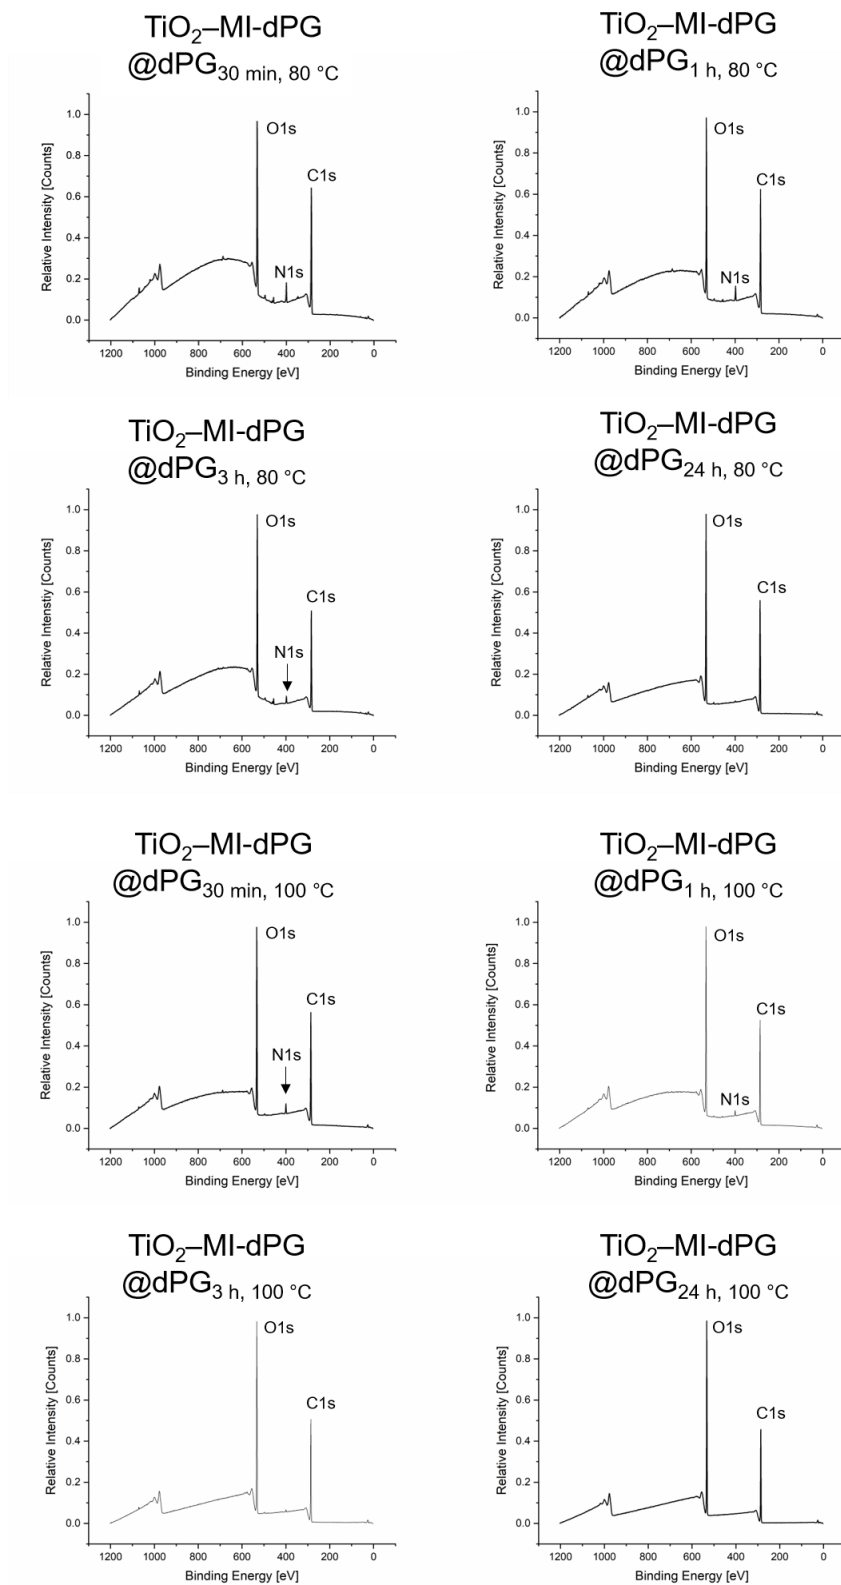 TiO₂–MI-dPG
@dPG30 min, 80 °C
Relative Intensity [Counts]
1.0
0.8
0.6
0.4
0.2
0.0
O1s
C1s
N1s
1200 1000 800 600 400 200 0
Binding Energy [eV]
TiO₂–MI-dPG
@dPG1 h, 80 °C
Relative Intensity [Counts]
1.0
0.8
0.6
0.4
0.2
0.0
O1s
C1s
N1s
1200 1000 800 600 400 200 0
Binding Energy [eV]
TiO₂–MI-dPG
@dPG3 h, 80 °C
Relative Intenstiy [Counts]
1.0
0.8
0.6
0.4
0.2
0.0
O1s
C1s
N1s
1200 1000 800 600 400 200 0
Binding Energy [eV]
TiO₂–MI-dPG
@dPG24 h, 80 °C
Relative Intensity [Counts]
1.0
0.8
0.6
0.4
0.2
0.0
O1s
C1s
1200 1000 800 600 400 200 0
Binding Energy [eV]
TiO₂–MI-dPG
@dPG30 min, 100 °C
Relative Intensity [Counts]
1.0
0.8
0.6
0.4
0.2
0.0
O1s
C1s
N1s
1200 1000 800 600 400 200 0
Binding Energy [eV]
TiO₂–MI-dPG
@dPG1 h, 100 °C
Relative Intensity [Counts]
1.0
0.8
0.6
0.4
0.2
0.0
O1s
C1s
N1s
1200 1000 800 600 400 200 0
Binding Energy [eV]
TiO₂–MI-dPG
@dPG3 h, 100 °C
Relative Intensity [Counts]
1.0
0.8
0.6
0.4
0.2
0.0
O1s
C1s
1200 1000 800 600 400 200 0
Binding Energy [eV]
TiO₂–MI-dPG
@dPG24 h, 100 °C
Relative Intensity [Counts]
1.0
0.8
0.6
0.4
0.2
0.0
O1s
C1s
1200 1000 800 600 400 200 0
Binding Energy [eV]